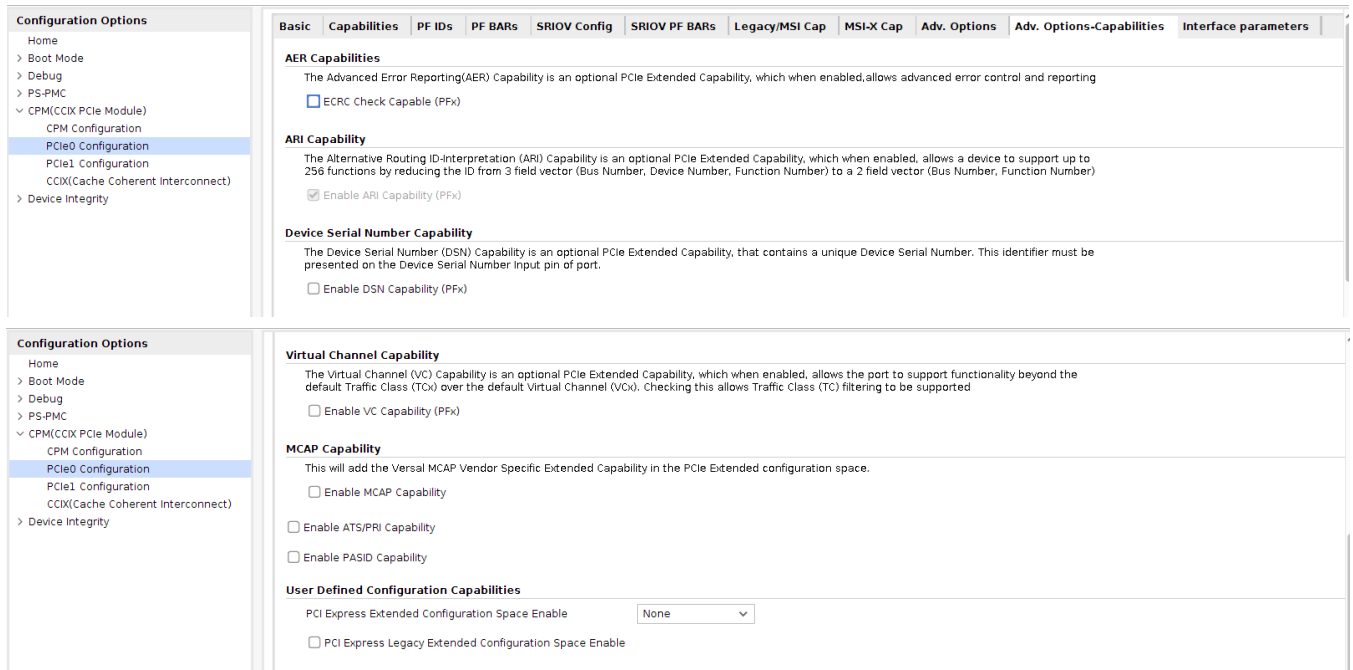 Configuration Options
Home
> Boot Mode
> Debug
> PS-PMC
CPM(CCIX PCIe Module)
CPM Configuration
PCIe0 Configuration
PCIe1 Configuration
CCIX(Cache Coherent Interconnect)
> Device Integrity
Basic Capabilities PF IDs PF BARs SRIOV Config SRIOV PF BARs Legacy/MSI Cap MSI-X Cap Adv. Options Adv. Options-Capabilities Interface parameters
AER Capabilities
The Advanced Error Reporting(AER) Capability is an optional PCIe Extended Capability, which when enabled,allows advanced error control and reporting
ECRC Check Capable (PFx)
ARI Capability
The Alternative Routing ID-Interpretation (ARI) Capability is an optional PCIe Extended Capability, which when enabled, allows a device to support up to
256 functions by reducing the ID from 3 field vector (Bus Number, Device Number, Function Number) to a 2 field vector (Bus Number, Function Number)
Enable ARI Capability (PFx)
Device Serial Number Capability
The Device Serial Number (DSN) Capability is an optional PCIe Extended Capability, that contains a unique Device Serial Number. This identifier must be
presented on the Device Serial Number Input pin of port.
Enable DSN Capability (PFx)
Configuration Options
Home
> Boot Mode
> Debug
> PS-PMC
CPM(CCIX PCIe Module)
CPM Configuration
PCIe0 Configuration
PCIe1 Configuration
CCIX(Cache Coherent Interconnect)
> Device Integrity
Virtual Channel Capability
The Virtual Channel (VC) Capability is an optional PCIe Extended Capability, which when enabled, allows the port to support functionality beyond the
default Traffic Class (TCx) over the default Virtual Channel (VCx). Checking this allows Traffic Class (TC) filtering to be supported
Enable VC Capability (PFx)
MCAP Capability
This will add the Versal MCAP Vendor Specific Extended Capability in the PCIe Extended configuration space.
Enable MCAP Capability
Enable ATS/PRI Capability
Enable PASID Capability
User Defined Configuration Capabilities
PCI Express Extended Configuration Space Enable None
PCI Express Legacy Extended Configuration Space Enable